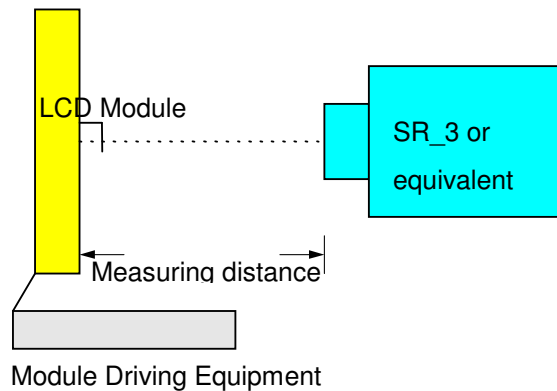 LCD Module
SR_3 or
equivalent
Measuring distance
Module Driving Equipment